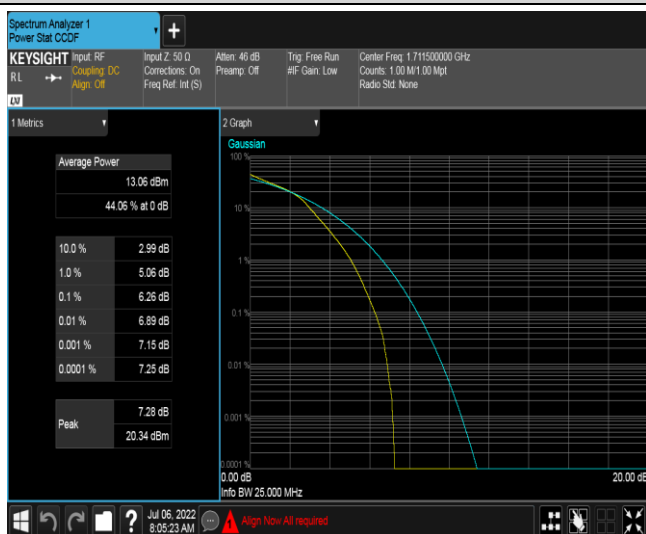 Spectrum Analyzer 1
Power Stat CCDF
+
KEYSIGHT
R L
LXI
Input: RF
Coupling: DC
Align: Off
Input Z: 50 Ω
Corrections: On
Freq Ref: Int (S)
Atten: 46 dB
Preamp: Off
Trig: Free Run
#IF Gain: Low
Center Freq: 1.711500000 GHz
Counts: 1.00 M/1.00 Mpt
Radio Std: None
1 Metrics
Average Power
13.06 dBm
44.06 % at 0 dB
10.0 % 2.99 dB
1.0 % 5.06 dB
0.1 % 6.26 dB
0.01 % 6.89 dB
0.001 % 7.15 dB
0.0001 % 7.25 dB
Peak
7.28 dB
20.34 dBm
2 Graph
Gaussian
100 %
10 %
1 %
0.1 %
0.01 %
0.001 %
0.0001 %
0.00 dB
20.00 dB
Info BW 25.000 MHz
?
Jul 06, 2022
8:05:23 AM
Align Now All required